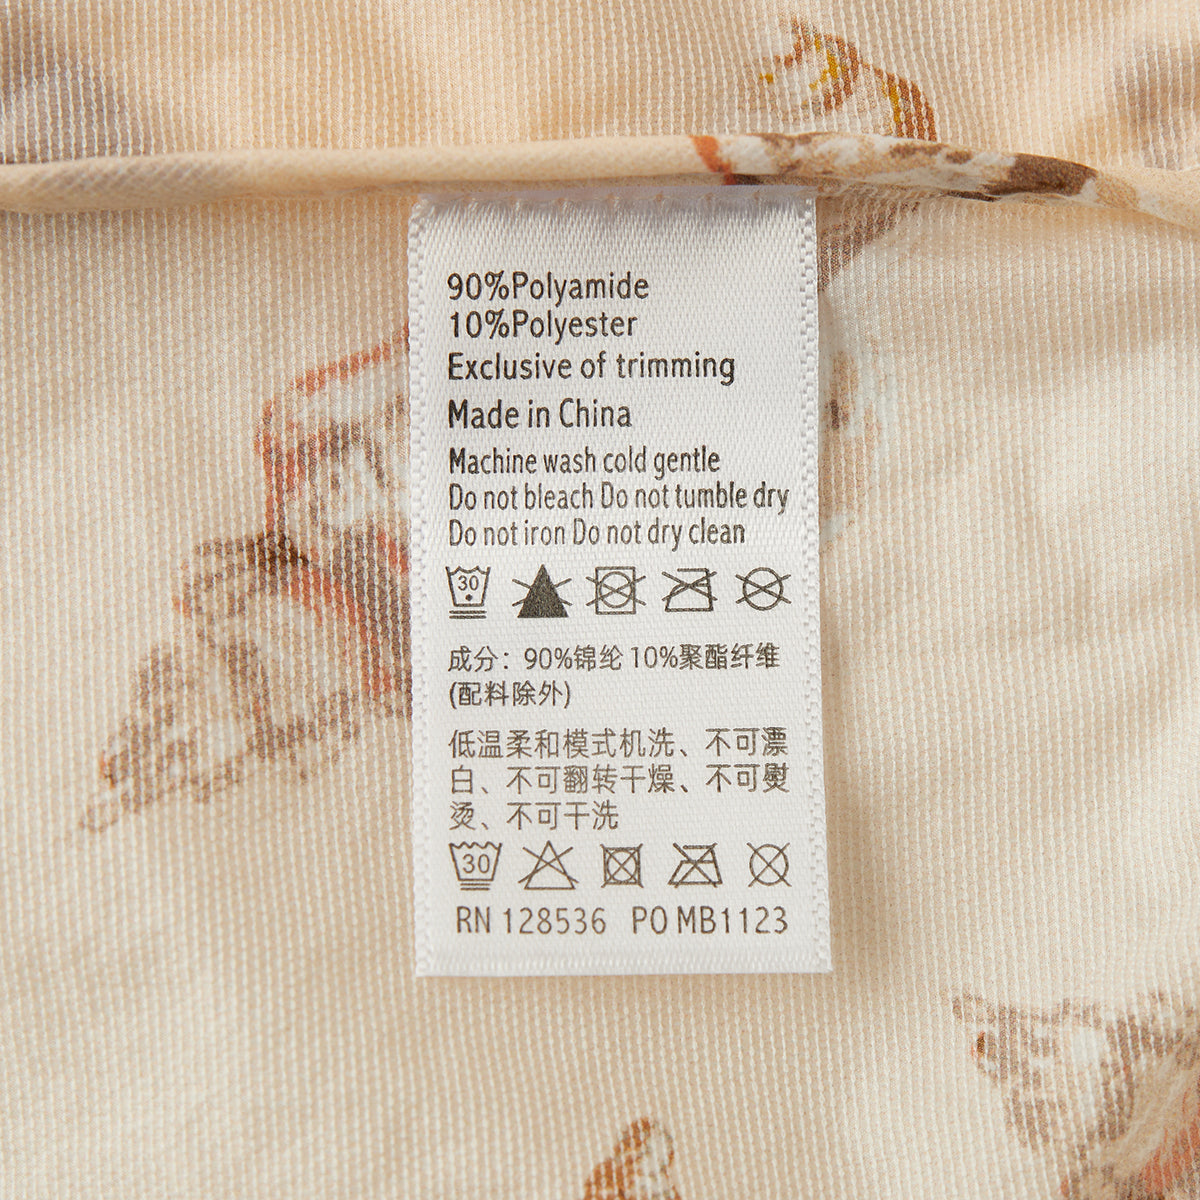 90%Polyamide
10%Polyester
Exclusive of trimming
Made in China
Machine wash cold gentle
Do not bleach Do not tumble dry
Do not iron Do not dry clean
30
成分：90%锦纶 10%聚酯纤维
(配料除外)
低温柔和模式机洗、不可漂
白、不可翻转干燥、不可熨
烫、不可干洗
30
RN 128536 PO MB1123